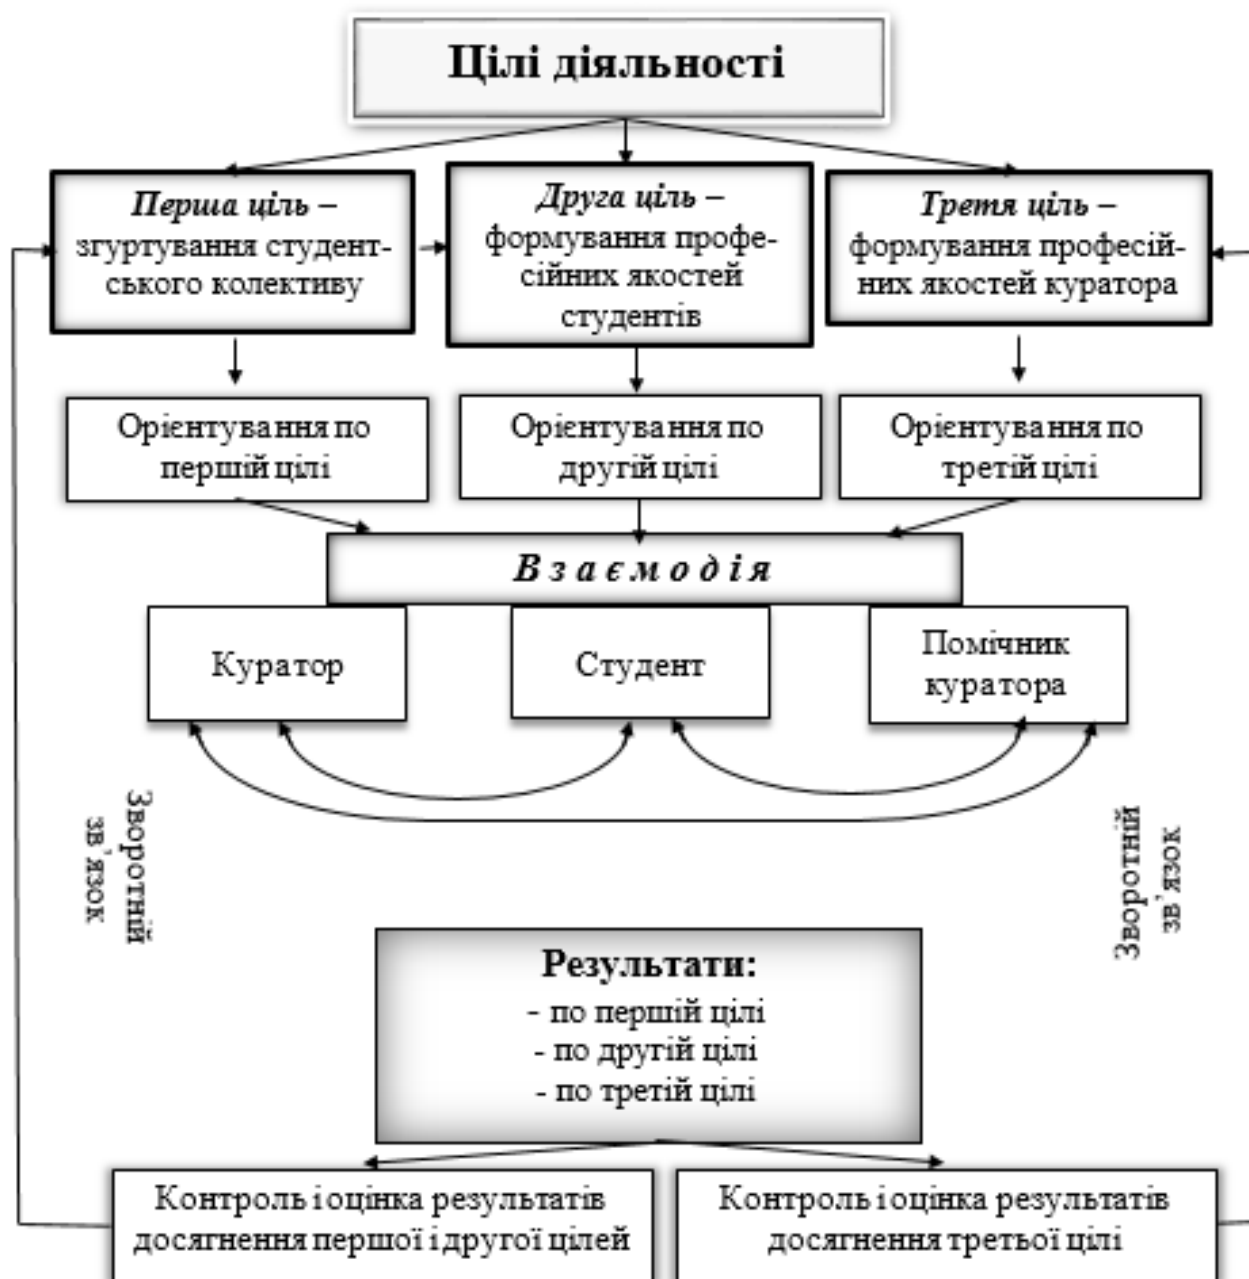 Цілі діяльності
Перша ціль –
згуртування студент-
ського колективу
Друга ціль –
формування профе-
сійних якостей
студентів
Третя ціль –
формування професій-
них якостей куратора
Орієнтування по
першій цілі
Орієнтування по
другій цілі
Орієнтування по
третій цілі
Взаємодія
Куратор
Студент
Помічник
куратора
Зворотній
зв’язок
Зворотній
зв’язок
Результати:
- по першій цілі
- по другій цілі
- по третій цілі
Контроль і оцінка результатів
досягнення першої і другої цілей
Контроль і оцінка результатів
досягнення третьої цілі